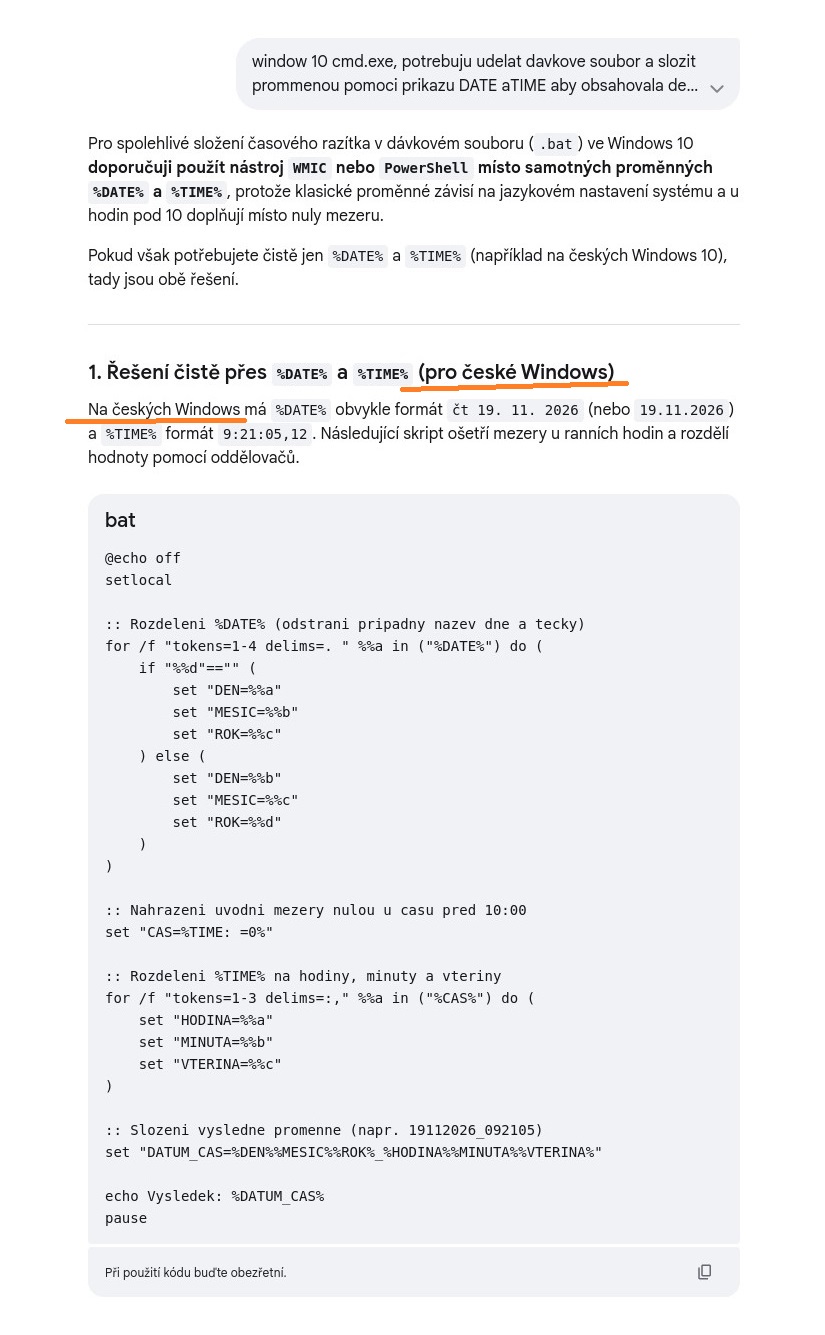 window 10 cmd.exe, potrebuju udelat davkove soubor a slozit
prommenou pomoci prikazu DATE aTIME aby obsahovala de...
Pro spolehlivé složení časového razítka v dávkovém souboru ( .bat ) ve Windows 10
doporučuji použít nástroj WMIC nebo PowerShell místo samotných proměnných
%DATE% a %TIME% , protože klasické proměnné závisí na jazykovém nastavení systému a u
hodin pod 10 doplňují místo nuly mezeru.
Pokud však potřebujete čistě jen %DATE% a %TIME% (například na českých Windows 10),
tady jsou obě řešení.
1. Řešení čistě přes %DATE% a %TIME% (pro české Windows)
Na českých Windows má %DATE% obvykle formát čt 19. 11. 2026 (nebo 19.11.2026 )
a %TIME% formát 9:21:05,12 . Následující skript ošetří mezery u ranních hodin a rozdělí
hodnoty pomocí oddělovačů.
bat
@echo off
setlocal
:: Rozdeleni %DATE% (odstrani pripadny nazev dne a tecky)
for /f "tokens=1-4 delims=. " %%a in ("%DATE%") do (
    if "%%d"=="" (
        set "DEN=%%a"
        set "MESIC=%%b"
        set "ROK=%%c"
    ) else (
        set "DEN=%%b"
        set "MESIC=%%c"
        set "ROK=%%d"
    )
)
:: Nahrazeni uvodni mezery nulou u casu pred 10:00
set "CAS=%TIME: =0%"
:: Rozdeleni %TIME% na hodiny, minuty a vteriny
for /f "tokens=1-3 delims=:," %%a in ("%CAS%") do (
    set "HODINA=%%a"
    set "MINUTA=%%b"
    set "VTERINA=%%c"
)
:: Slozeni vysledne promenne (napr. 19112026_092105)
set "DATUM_CAS=%DEN%%MESIC%%ROK%_%HODINA%%MINUTA%%VTERINA%"
echo Vysledek: %DATUM_CAS%
pause
Při použití kódu buďte obezřetní.